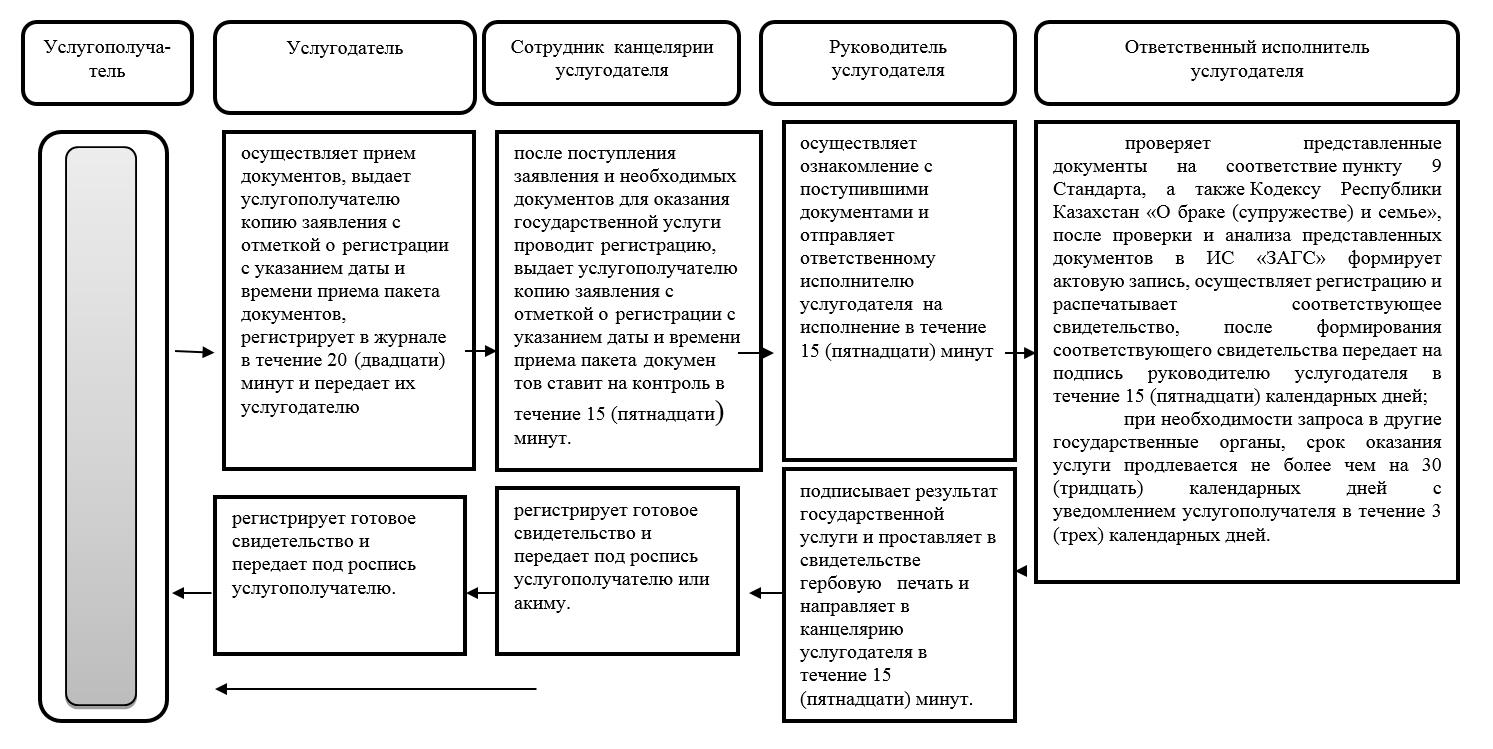 Услугополуча-
тель
Услугодатель
Сотрудник канцелярии
услугодателя
Руководитель
услугодателя
Ответственный исполнитель
услугодателя
осуществляет прием
документов, выдает
услугополучателю
копию заявления с
отметкой о регистрации
с указанием даты и
времени приема пакета
документов,
регистрирует в журнале
в течение 20 (двадцати)
минут и передает их
услугодателю
после поступления
заявления и необходимых
документов для оказания
государственной услуги
проводит регистрацию,
выдает услугополучателю
копию заявления с
отметкой о регистрации с
указанием даты и времени
приема пакета докумен
тов ставит на контроль в
течение 15 (пятнадцати)
минут.
осуществляет
ознакомление с
поступившими
документами и
отправляет
ответственному
исполнителю
услугодателя на
исполнение в течение
15 (пятнадцати) минут
проверяет представленные
документы на соответствие пункту 9
Стандарта, а также Кодексу Республики
Казахстан «О браке (супружестве) и семье»,
после проверки и анализа представленных
документов в ИС «ЗАГС» формирует
актовую запись, осуществляет регистрацию и
распечатывает соответствующее
свидетельство, после формирования
соответствующего свидетельства передает на
подпись руководителю услугодателя в
течение 15 (пятнадцати) календарных дней;
при необходимости запроса в другие
государственные органы, срок оказания
услуги продлевается не более чем на 30
(тридцать) календарных дней с
уведомлением услугополучателя в течение 3
(трех) календарных дней.
регистрирует готовое
свидетельство и
передает под роспись
услугополучателю.
регистрирует готовое
свидетельство и
передает под роспись
услугополучателю или
акиму.
подписывает результат
государственной
услуги и проставляет в
свидетельстве
гербовую печать и
направляет в
канцелярию
услугодателя в
течение 15
(пятнадцати) минут.